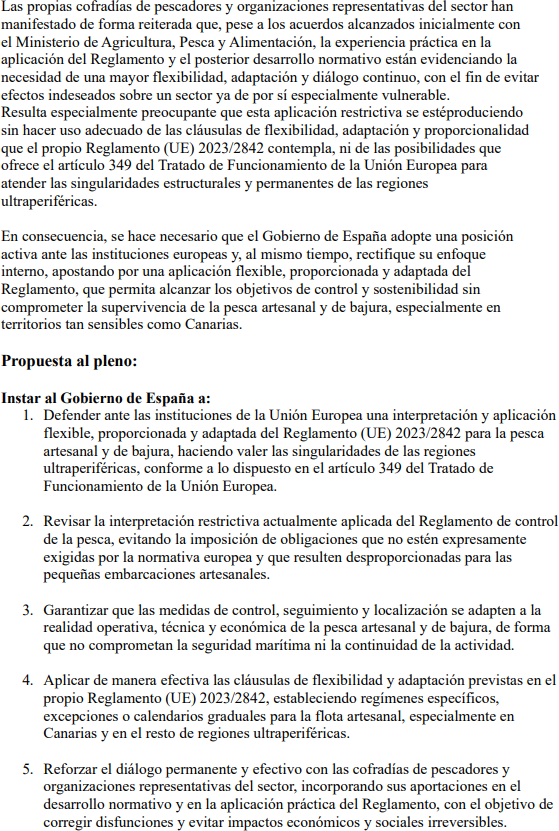 Las propias cofradías de pescadores y organizaciones representativas del sector han
manifestado de forma reiterada que, pese a los acuerdos alcanzados inicialmente con
el Ministerio de Agricultura, Pesca y Alimentación, la experiencia práctica en la
aplicación del Reglamento y el posterior desarrollo normativo están evidenciando la
necesidad de una mayor flexibilidad, adaptación y diálogo continuo, con el fin de evitar
efectos indeseados sobre un sector ya de por sí especialmente vulnerable.
Resulta especialmente preocupante que esta aplicación restrictiva se estéproduciendo
sin hacer uso adecuado de las cláusulas de flexibilidad, adaptación y proporcionalidad
que el propio Reglamento (UE) 2023/2842 contempla, ni de las posibilidades que
ofrece el artículo 349 del Tratado de Funcionamiento de la Unión Europea para
atender las singularidades estructurales y permanentes de las regiones
ultraperiféricas.

En consecuencia, se hace necesario que el Gobierno de España adopte una posición
activa ante las instituciones europeas y, al mismo tiempo, rectifique su enfoque
interno, apostando por una aplicación flexible, proporcionada y adaptada del
Reglamento, que permita alcanzar los objetivos de control y sostenibilidad sin
comprometer la supervivencia de la pesca artesanal y de bajura, especialmente en
territorios tan sensibles como Canarias.

Propuesta al pleno:

Instar al Gobierno de España a:
1. Defender ante las instituciones de la Unión Europea una interpretación y aplicación
flexible, proporcionada y adaptada del Reglamento (UE) 2023/2842 para la pesca
artesanal y de bajura, haciendo valer las singularidades de las regiones
ultraperiféricas, conforme a lo dispuesto en el artículo 349 del Tratado de
Funcionamiento de la Unión Europea.

2. Revisar la interpretación restrictiva actualmente aplicada del Reglamento de control
de la pesca, evitando la imposición de obligaciones que no estén expresamente
exigidas por la normativa europea y que resulten desproporcionadas para las
pequeñas embarcaciones artesanales.

3. Garantizar que las medidas de control, seguimiento y localización se adapten a la
realidad operativa, técnica y económica de la pesca artesanal y de bajura, de forma
que no comprometan la seguridad marítima ni la continuidad de la actividad.

4. Aplicar de manera efectiva las cláusulas de flexibilidad y adaptación previstas en el
propio Reglamento (UE) 2023/2842, estableciendo regímenes específicos,
excepciones o calendarios graduales para la flota artesanal, especialmente en
Canarias y en el resto de regiones ultraperiféricas.

5. Reforzar el diálogo permanente y efectivo con las cofradías de pescadores y
organizaciones representativas del sector, incorporando sus aportaciones en el
desarrollo normativo y en la aplicación práctica del Reglamento, con el objetivo de
corregir disfunciones y evitar impactos económicos y sociales irreversibles.